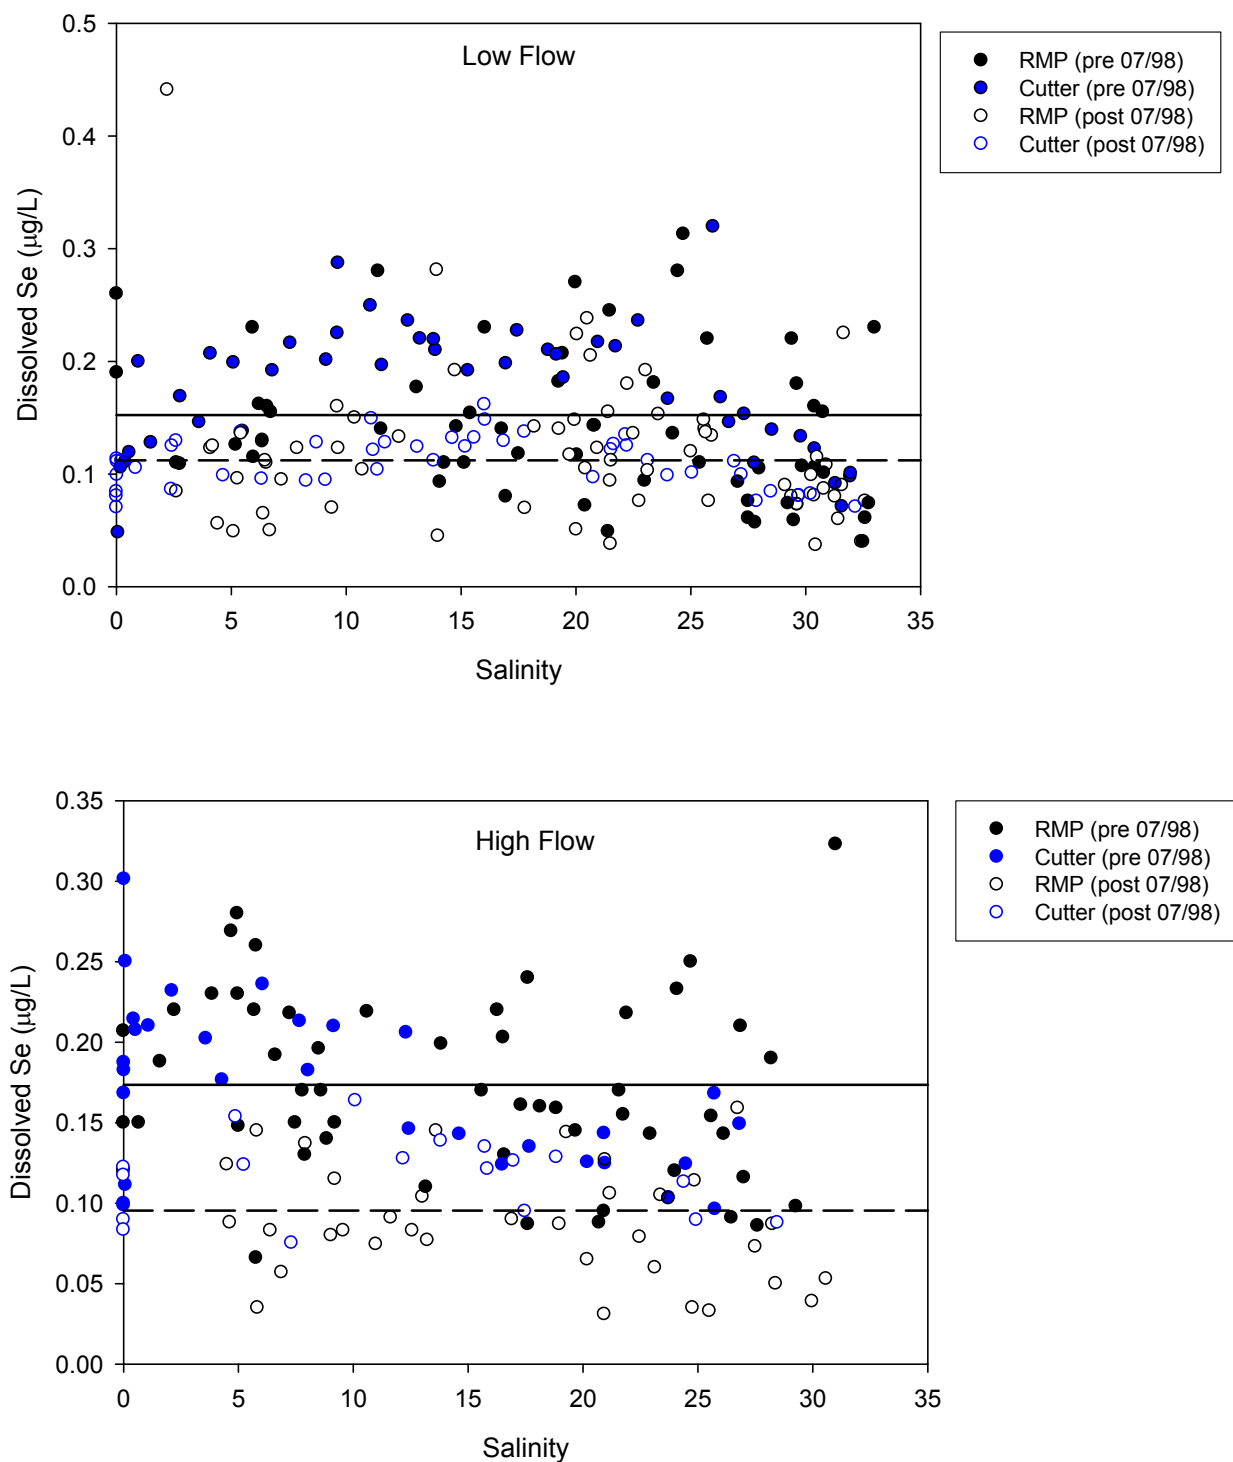 Low Flow
RMP (pre 07/98)
Cutter (pre 07/98)
RMP (post 07/98)
Cutter (post 07/98)
Dissolved Se (µg/L)
0.5
0.4
0.3
0.2
0.1
0.0
0 5 10 15 20 25 30 35
Salinity
High Flow
RMP (pre 07/98)
Cutter (pre 07/98)
RMP (post 07/98)
Cutter (post 07/98)
Dissolved Se (µg/L)
0.35
0.30
0.25
0.20
0.15
0.10
0.05
0.00
0 5 10 15 20 25 30 35
Salinity